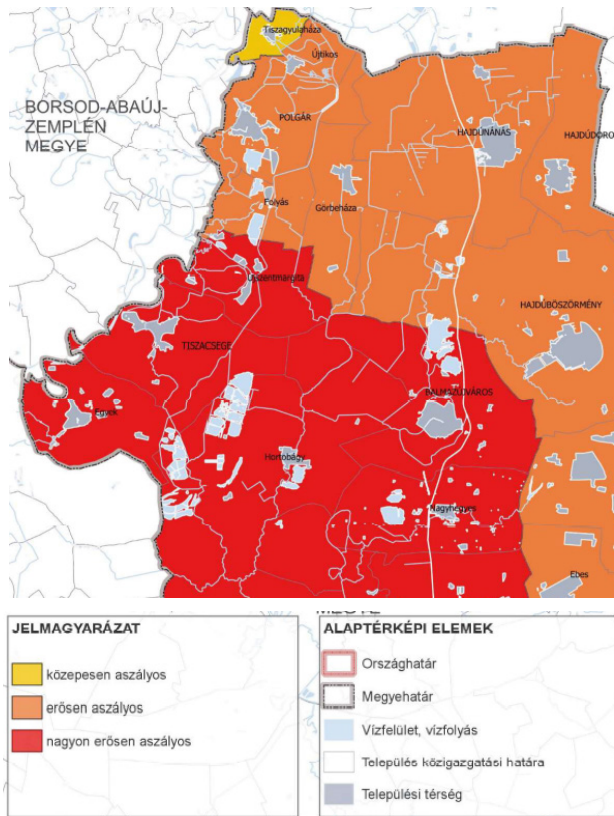 Tiszagyulaháza
Újtikos
BORSOD-ABAÚJ-
ZEMPLÉN
MEGYE
POLGÁR
HAJDÚNÁNÁS
HAJDÚDORO
Folyás
Görbeháza
Újszentmargita
HAJDÚBÖSZÖRMÉNY
TISZACSEGE
BALMAZÚJVÁROS
Egyek
Hortobágy
Nagyhegyes
Ebes
MEGYE
JELMAGYARÁZAT
közepesen aszályos
erősen aszályos
nagyon erősen aszályos
ALAPTÉRKÉPI ELEMEK
Országhatár
Megyehatár
Vízfelület, vízfolyás
Település közigazgatási határa
Települési térség